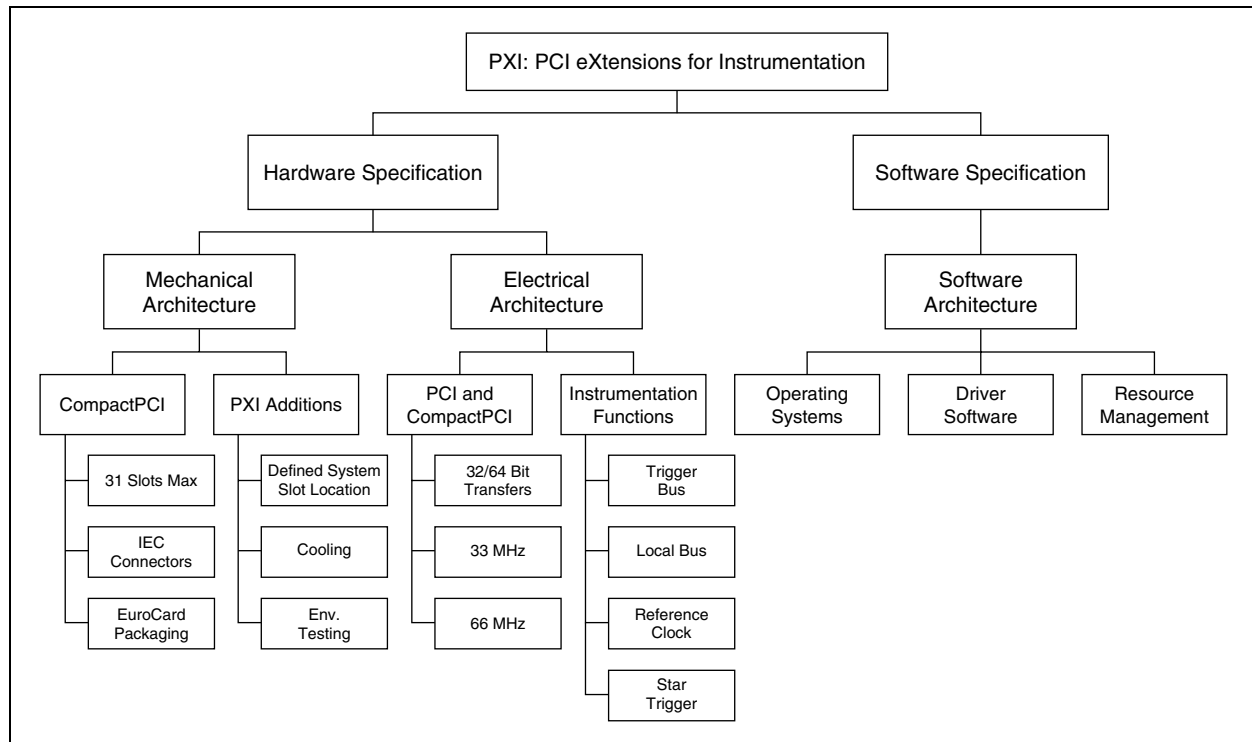 PXI: PCI eXtensions for Instrumentation
Hardware Specification
Software Specification
Mechanical
Architecture
Electrical
Architecture
Software
Architecture
CompactPCI
PXI Additions
PCI and
CompactPCI
Instrumentation
Functions
Operating
Systems
Driver
Software
Resource
Management
31 Slots Max
IEC
Connectors
EuroCard
Packaging
Defined System
Slot Location
Cooling
Env.
Testing
32/64 Bit
Transfers
33 MHz
66 MHz
Trigger
Bus
Local Bus
Reference
Clock
Star
Trigger